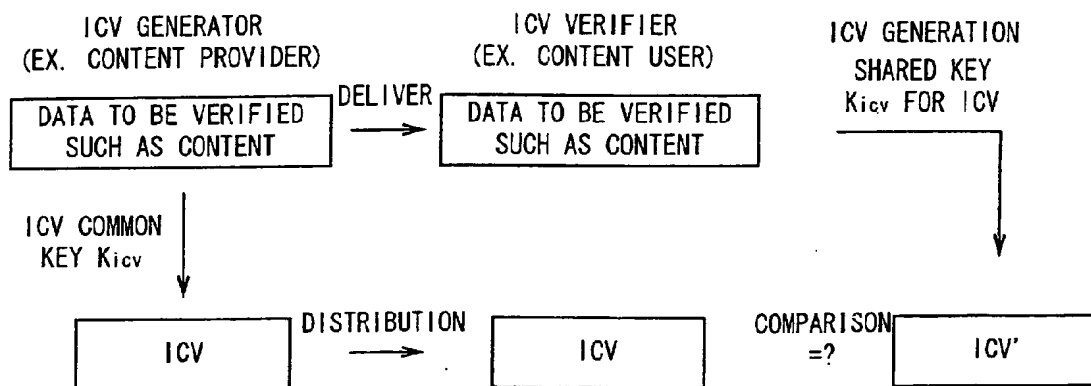 ICV GENERATOR
(EX. CONTENT PROVIDER)
ICV VERIFIER
(EX. CONTENT USER)
ICV GENERATION
SHARED KEY
Kicv FOR ICV
DATA TO BE VERIFIED
SUCH AS CONTENT
DELIVER
DATA TO BE VERIFIED
SUCH AS CONTENT
ICV COMMON
KEY Kicv
ICV
DISTRIBUTION
ICV
COMPARISON
=?
ICV'